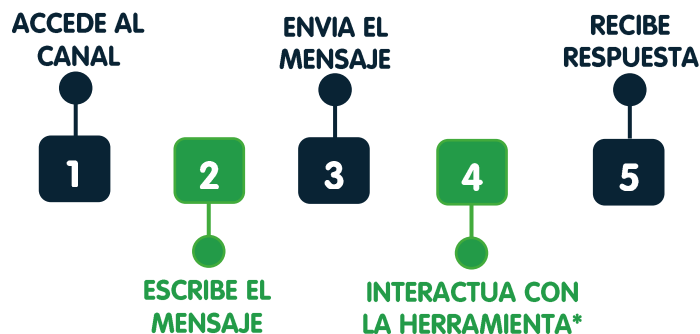 ACCEDE AL
CANAL
1
2
ESCRIBE EL
MENSAJE
ENVIA EL
MENSAJE
3
4
INTERACTUA CON
LA HERRAMIENTA*
RECIBE
RESPUESTA
5